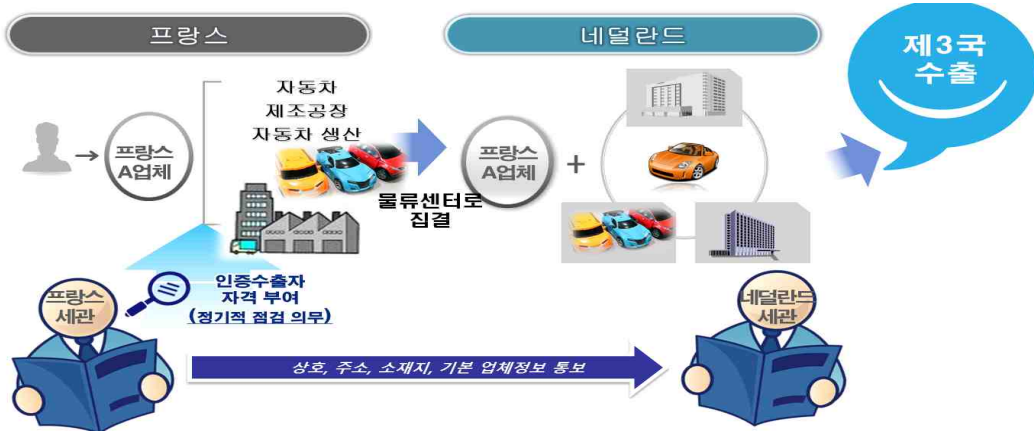 프랑스
네덜란드
제3국
수출
자동차
제조공장
자동차 생산
프랑스
A업체
프랑스
A업체
물류센터로
집결
인증수출자
자격 부여
(정기적 점검 의무)
프랑스
세관
네덜란드
세관
상호, 주소, 소재지, 기본 업체정보 통보